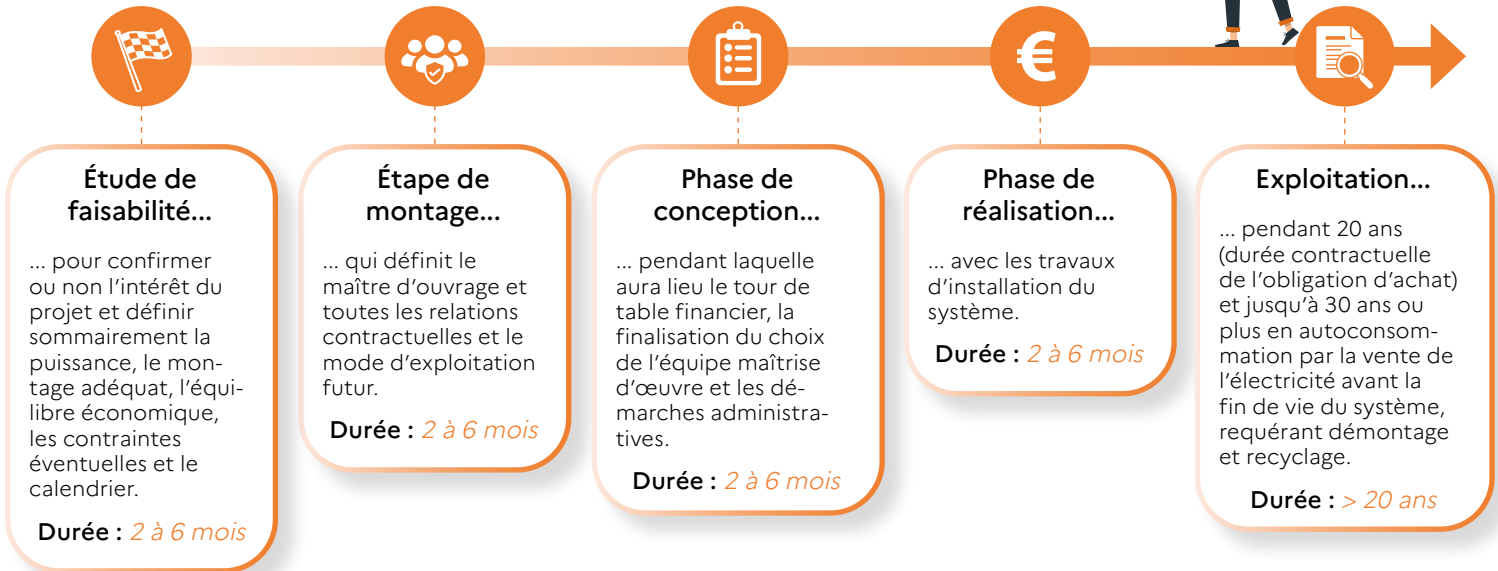 €
Étude de
faisabilité...
... pour confirmer
ou non l'intérêt du
projet et définir
sommairement la
puissance, le mon-
tage adéquat, l'équi-
libre économique,
les contraintes
éventuelles et le
calendrier.
Durée : 2 à 6 mois
Étape de
montage...
... qui définit le
maître d'ouvrage et
toutes les relations
contractuelles et le
mode d'exploitation
futur.
Durée : 2 à 6 mois
Phase de
conception...
... pendant laquelle
aura lieu le tour de
table financier, la
finalisation du choix
de l'équipe maîtrise
d'œuvre et les dé-
marches administra-
tives.
Durée : 2 à 6 mois
Phase de
réalisation...
... avec les travaux
d'installation du
système.
Durée : 2 à 6 mois
Exploitation...
... pendant 20 ans
(durée contractuelle
de l'obligation d'achat)
et jusqu'à 30 ans ou
plus en autoconsom-
mation par la vente de
l'électricité avant la
fin de vie du système,
requérant démontage
et recyclage.
Durée : > 20 ans